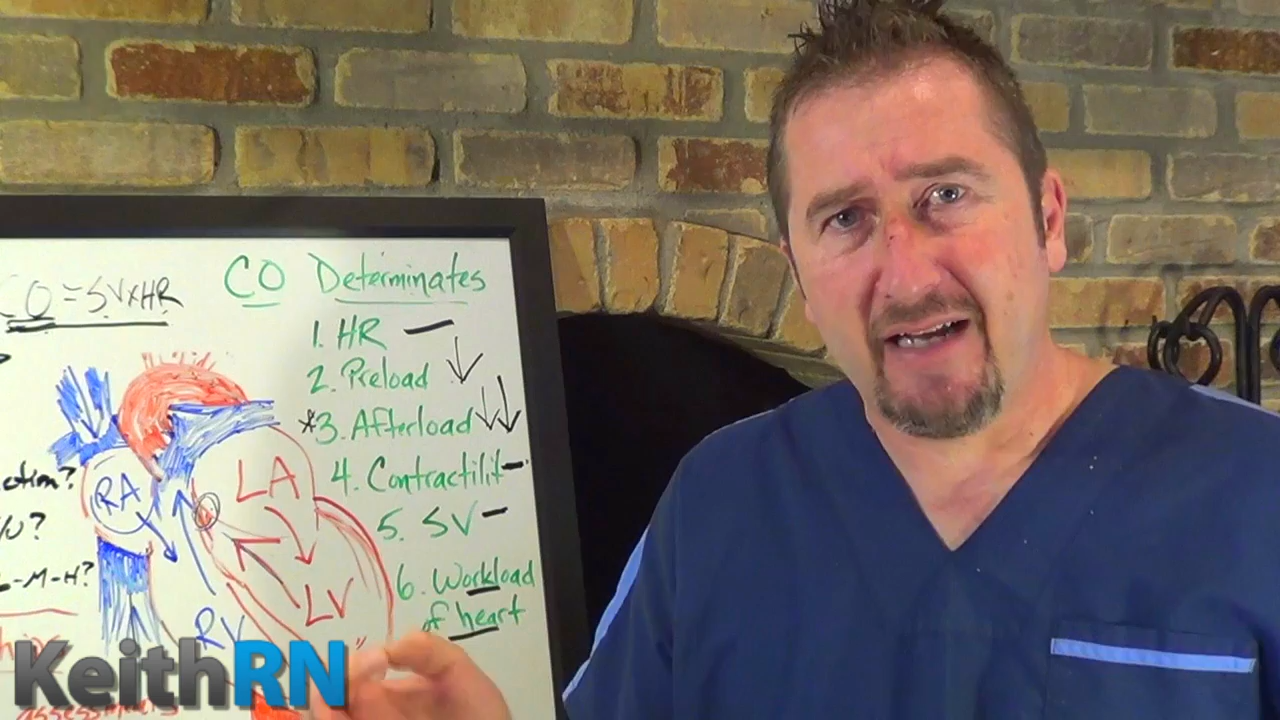 CO = SV x HR
CO Determinates
1. HR —
2. Preload ↓
*3. Afterload ↓↓
4. Contractilit -
5. SV -
6. Workload
of heart
RA
LA
LV
RV
ction?
L-M-H?
KeithRN